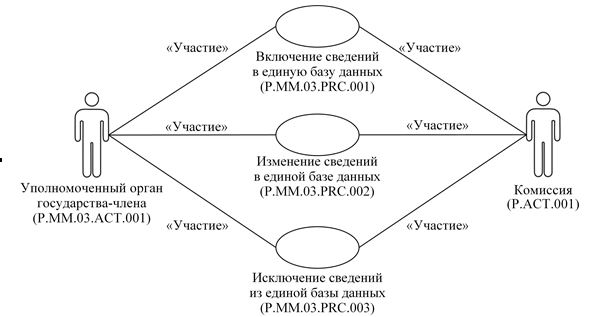 «Участие»
«Участие»
Включение сведений
в единую базу данных
(P.MM.03.PRC.001)
«Участие»
«Участие»
Изменение сведений
в единой базе данных
(P.MM.03.PRC.002)
Уполномоченный орган
государства-члена
(P.MM.03.ACT.001)
Комиссия
(P.ACT.001)
«Участие»
«Участие»
Исключение сведений
из единой базы данных
(P.MM.03.PRC.003)